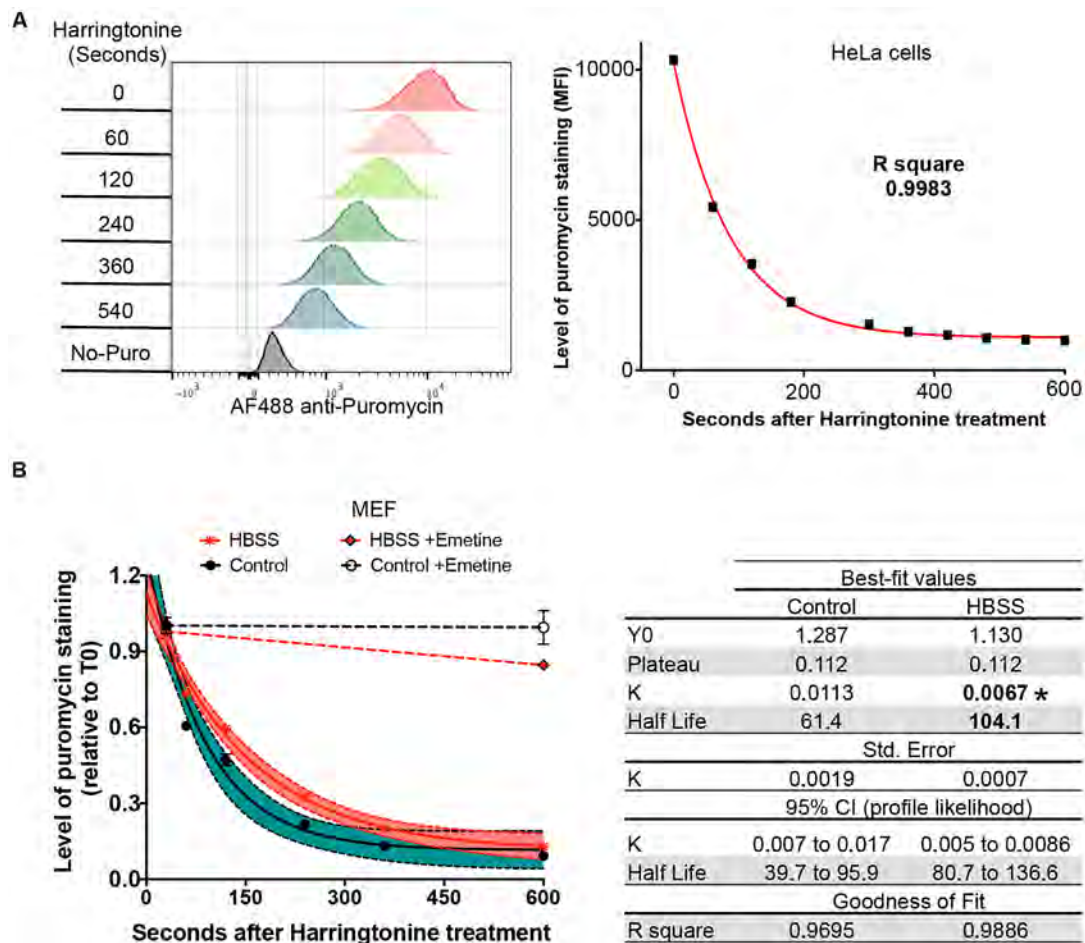 A
Harringtonine
(Seconds)
0
60
120
240
360
540
No-Puro
-10³ 0 10³ 10⁴
AF488 anti-Puromycin
HeLa cells
R square
0.9983
Level of puromycin staining (MFI)
10000
5000
0
0 200 400 600
Seconds after Harringtonine treatment
B
MEF
HBSS HBSS +Emetine
Control Control +Emetine
Level of puromycin staining
(relative to T0)
1.2
0.9
0.6
0.3
0.0
0 150 300 450 600
Seconds after Harringtonine treatment
Best-fit values
Control HBSS
Y0 1.287 1.130
Plateau 0.112 0.112
K 0.0113 0.0067 *
Half Life 61.4 104.1
Std. Error
K 0.0019 0.0007
95% CI (profile likelihood)
K 0.007 to 0.017 0.005 to 0.0086
Half Life 39.7 to 95.9 80.7 to 136.6
Goodness of Fit
R square 0.9695 0.9886